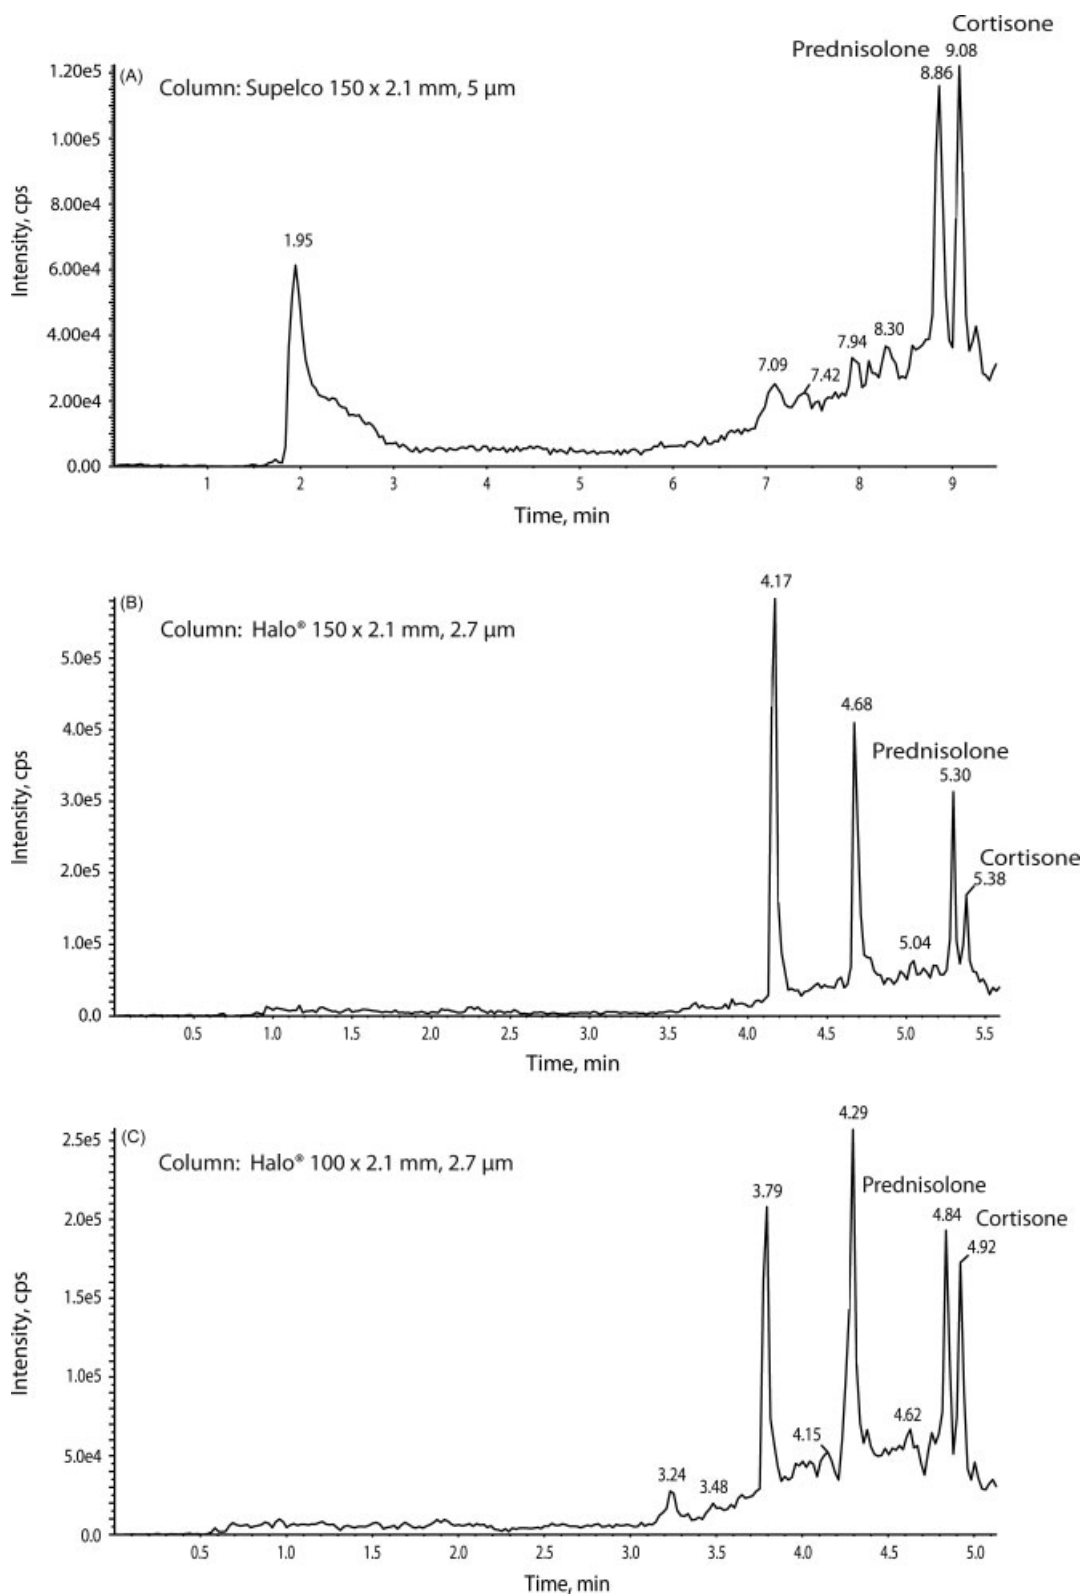 Cortisone
Prednisolone 9.08
1.20e5 (A) 8.86
Column: Supelco 150 x 2.1 mm, 5 µm
1.00e5
8.00e4
1.95
6.00e4
4.00e4
7.94 8.30
7.09 7.42
2.00e4
0.00
1 2 3 4 5 6 7 8 9
Intensity, cps
Time, min
4.17
(B)
Column: Halo® 150 x 2.1 mm, 2.7 µm
5.0e5
4.68
4.0e5
Prednisolone
5.30
3.0e5
Cortisone
2.0e5
5.38
1.0e5
5.04
0.0
0.5 1.0 1.5 2.0 2.5 3.0 3.5 4.0 4.5 5.0 5.5
Intensity, cps
Time, min
4.29
2.5e5 (C)
Column: Halo® 100 x 2.1 mm, 2.7 µm
3.79
Prednisolone
4.84
2.0e5
Cortisone
4.92
1.5e5
1.0e5
4.15
4.62
5.0e4
3.24
3.48
0.0
0.5 1.0 1.5 2.0 2.5 3.0 3.5 4.0 4.5 5.0
Intensity, cps
Time, min